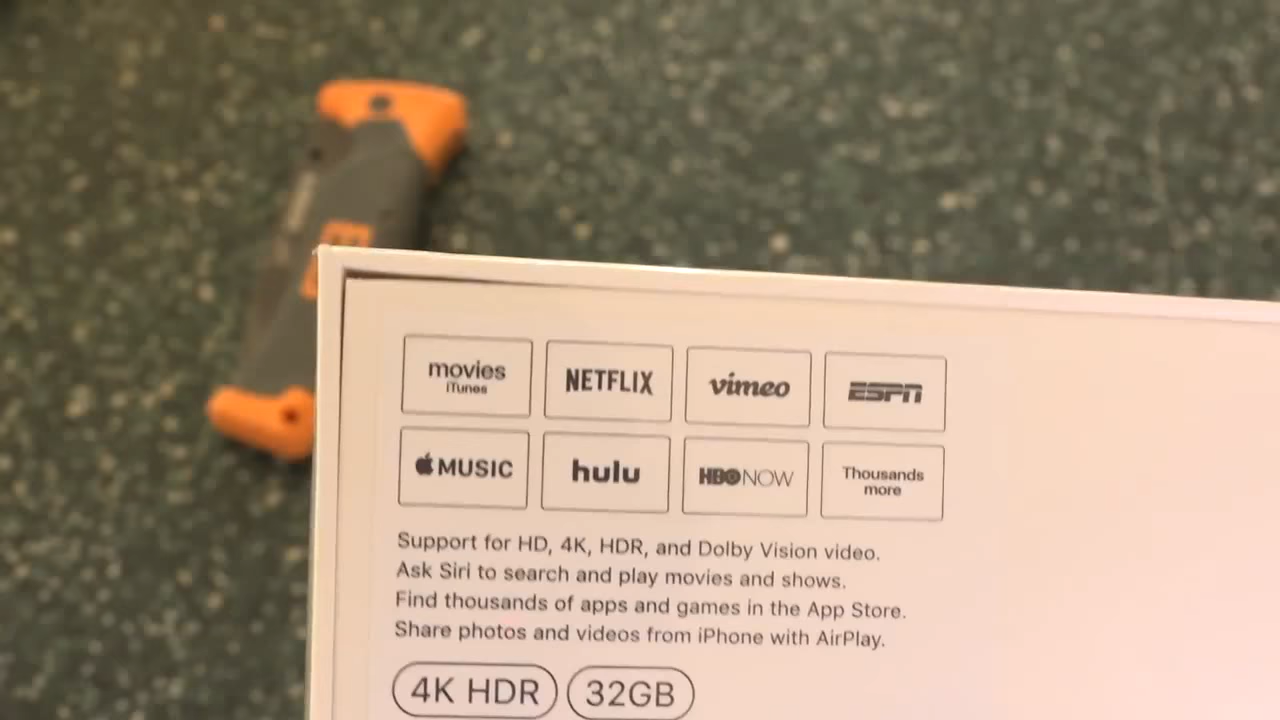 movies
iTunes
NETFLIX
vimeo
ESPN
MUSIC
hulu
HBO NOW
Thousands
more
Support for HD, 4K, HDR, and Dolby Vision video.
Ask Siri to search and play movies and shows.
Find thousands of apps and games in the App Store.
Share photos and videos from iPhone with AirPlay.
4K HDR
32GB